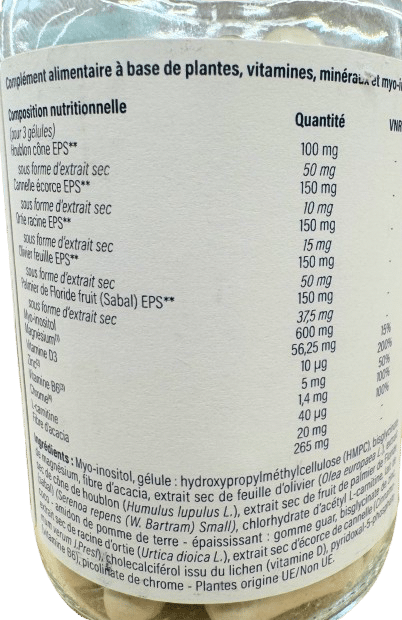 Complément alimentaire à base de plantes, vitamines, minéraux et myo-i
Composition nutritionnelle Quantité VNR
(pour 3 gélules)
Houblon cône EPS** 100 mg
sous forme d'extrait sec 50 mg
Cannelle écorce EPS** 150 mg
sous forme d'extrait sec 10 mg
Ortie racine EPS** 150 mg
sous forme d'extrait sec 15 mg
Olivier feuille EPS** 150 mg
sous forme d'extrait sec 50 mg
Palmier de Floride fruit (Sabal) EPS** 150 mg
sous forme d'extrait sec 37,5 mg
Myo-inositol 600 mg
Magnésium⁽¹⁾ 56,25 mg 15%
Vitamine D3 10 µg 200%
Zinc 5 mg 50%
Vitamine B6 1,4 mg 100%
Chrome 40 µg 100%
L-carnitine 20 mg
Fibre d'acacia 265 mg
Ingrédients : Myo-inositol, gélule : hydroxypropylméthylcellulose (HMPC), bisglycinate
de magnésium, fibre d'acacia, extrait sec de feuille d'olivier (Olea europaea L.),
sec de cône de houblon (Humulus lupulus L.), extrait sec de fruit de palmier de Floride
(Sabal) (Serenoa repens (W. Bartram) Small), chlorhydrate d'acétyl L-carnitine,
amidon de pomme de terre - épaississant : gomme guar, bisglycinate
sec de racine d'ortie (Urtica dioica L.), extrait sec d'écorce de cannelle
verum J.Presl), cholécalciférol issu du lichen (vitamine D), pyridoxal-5-phosphate
(vitamine B6), picolinate de chrome - Plantes origine UE/Non UE.